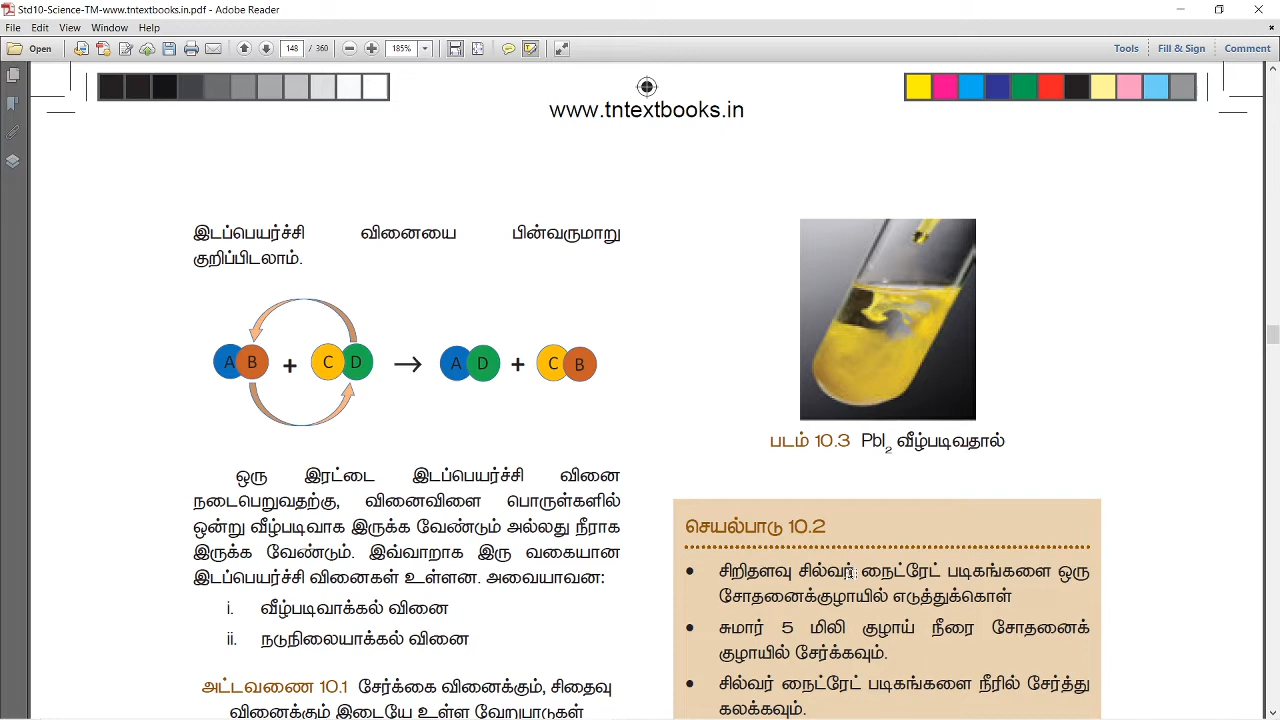 Std10-Science-TM-www.tntextbooks.in.pdf - Adobe Reader
File Edit View Window Help
Open 148 / 360 185% Tools Fill & Sign Comment
www.tntextbooks.in
இடப்பெயர்ச்சி வினையை பின்வருமாறு
குறிப்பிடலாம்.
A B + C D → A D + C B
ஒரு இரட்டை இடப்பெயர்ச்சி வினை
நடைபெறுவதற்கு, வினைவிளை பொருள்களில்
ஒன்று வீழ்படிவாக இருக்க வேண்டும் அல்லது நீராக
இருக்க வேண்டும். இவ்வாறாக இரு வகையான
இடப்பெயர்ச்சி வினைகள் உள்ளன. அவையாவன:
i. வீழ்படிவாக்கல் வினை
ii. நடுநிலையாக்கல் வினை
அட்டவணை 10.1 சேர்க்கை வினைக்கும், சிதைவு
வினைக்கும் இடையே உள்ள வேறுபாடுகள்
படம் 10.3 PbI₂ வீழ்படிவதால்
செயல்பாடு 10.2
• சிறிதளவு சில்வர் நைட்ரேட் படிகங்களை ஒரு
சோதனைக்குழாயில் எடுத்துக்கொள்
• சுமார் 5 மிலி குழாய் நீரை சோதனைக்
குழாயில் சேர்க்கவும்.
• சில்வர் நைட்ரேட் படிகங்களை நீரில் சேர்த்து
கலக்கவும்.